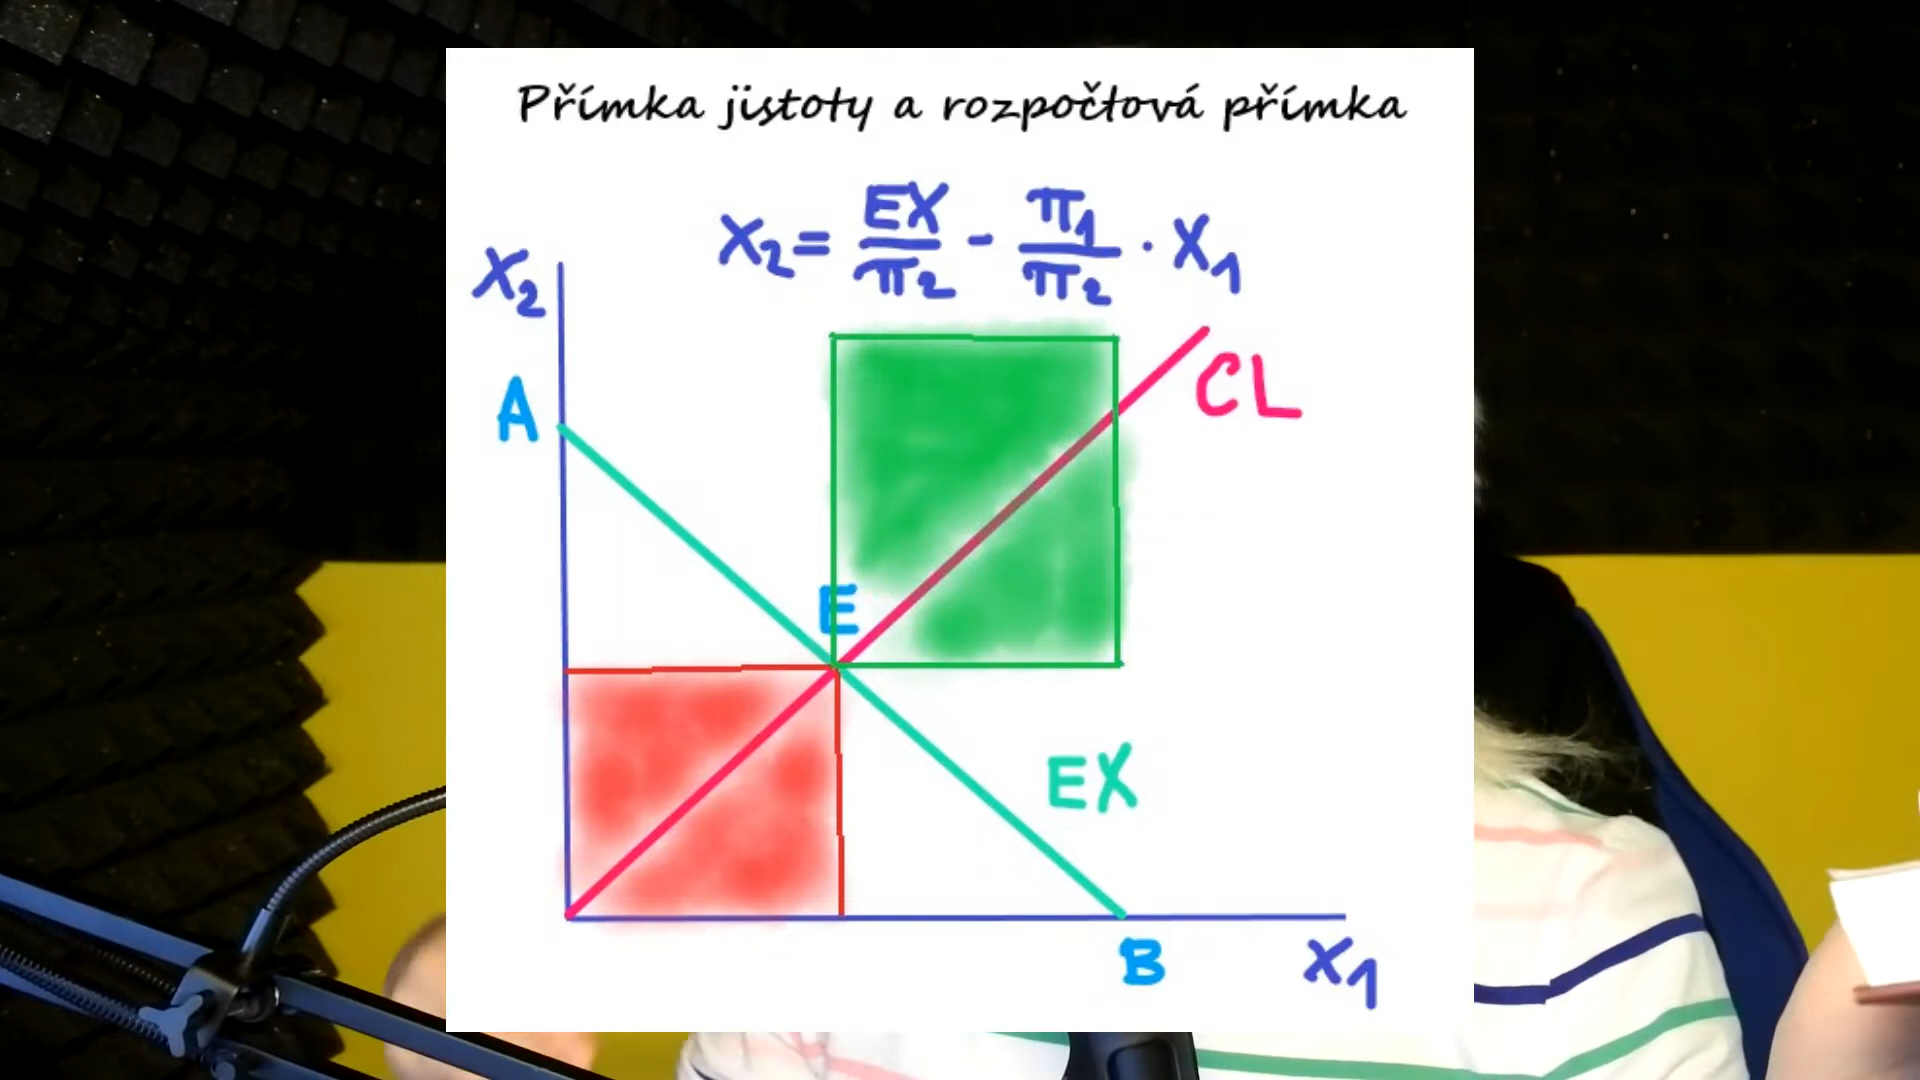 Přímka jistoty a rozpočtová přímka
X₂ = EX/π₂ - π₁/π₂ · X₁
X₂
CL
A
E
EX
B
X₁